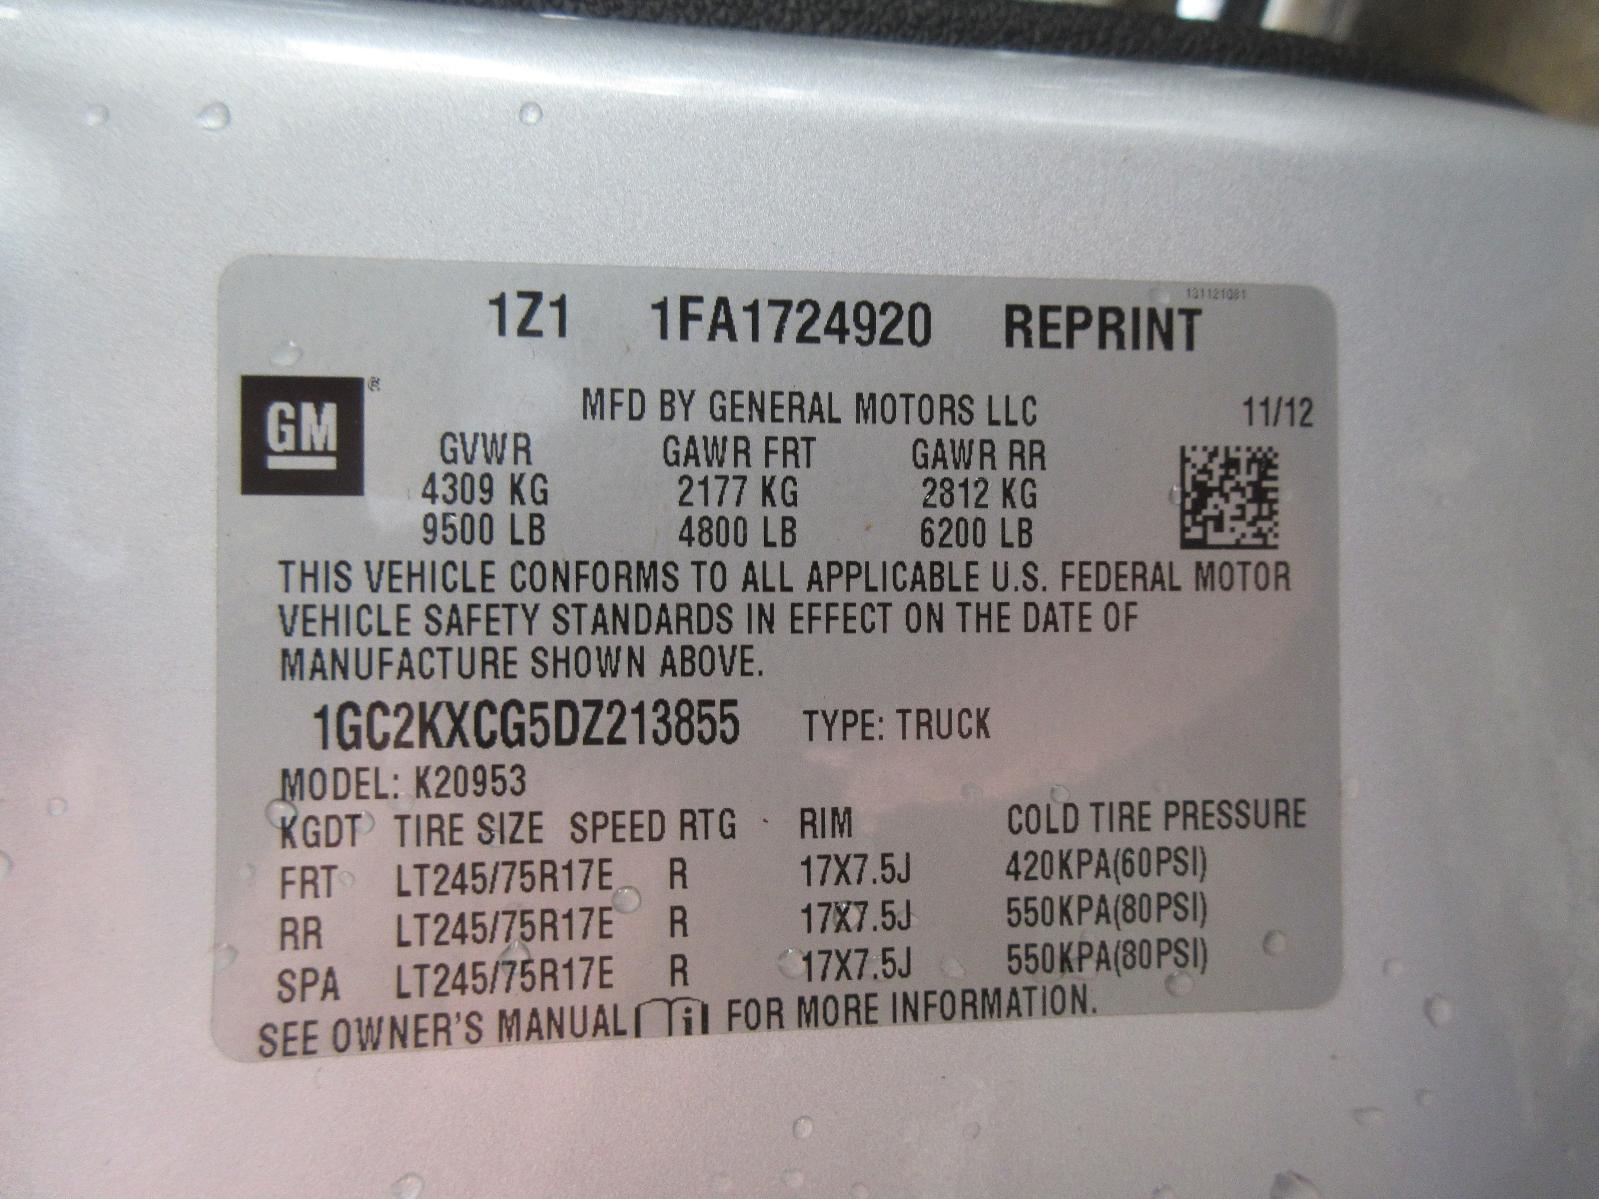 131121081
1Z1 1FA1724920 REPRINT
GM ®
MFD BY GENERAL MOTORS LLC 11/12
GVWR GAWR FRT GAWR RR
4309 KG 2177 KG 2812 KG
9500 LB 4800 LB 6200 LB
THIS VEHICLE CONFORMS TO ALL APPLICABLE U.S. FEDERAL MOTOR
VEHICLE SAFETY STANDARDS IN EFFECT ON THE DATE OF
MANUFACTURE SHOWN ABOVE.
1GC2KXCG5DZ213855 TYPE: TRUCK
MODEL: K20953
KGDT TIRE SIZE SPEED RTG RIM COLD TIRE PRESSURE
FRT LT245/75R17E R 17X7.5J 420KPA(60PSI)
RR LT245/75R17E R 17X7.5J 550KPA(80PSI)
SPA LT245/75R17E R 17X7.5J 550KPA(80PSI)
SEE OWNER'S MANUAL i FOR MORE INFORMATION.